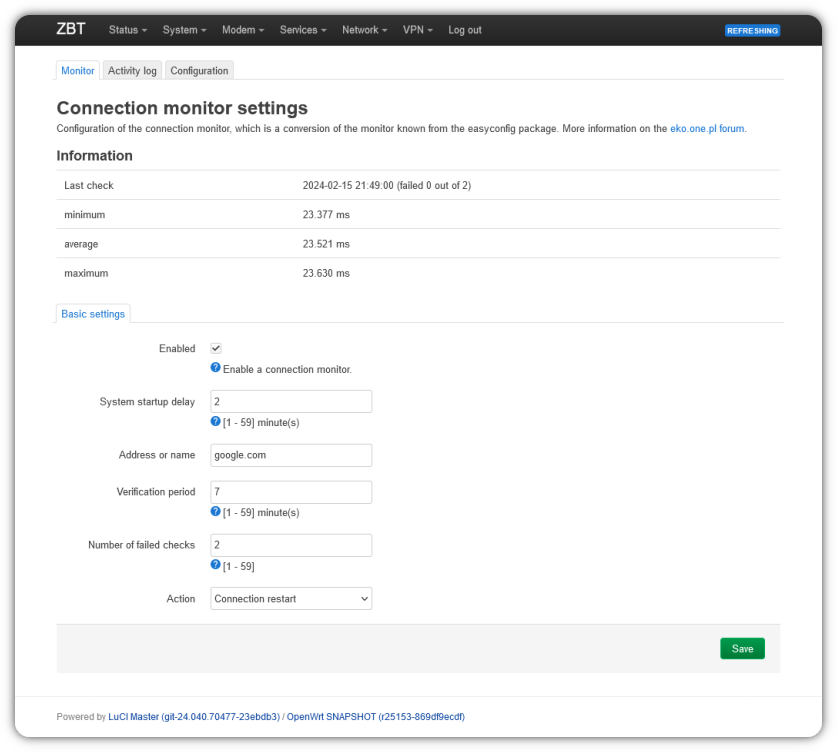 ZBT Status System Modem Services Network VPN Log out REFRESHING
Monitor Activity log Configuration
Connection monitor settings
Configuration of the connection monitor, which is a conversion of the monitor known from the easyconfig package. More information on the eko.one.pl forum.
Information
Last check 2024-02-15 21:49:00 (failed 0 out of 2)
minimum 23.377 ms
average 23.521 ms
maximum 23.630 ms
Basic settings
Enabled
Enable a connection monitor.
System startup delay 2
[1 - 59] minute(s)
Address or name google.com
Verification period 7
[1 - 59] minute(s)
Number of failed checks 2
[1 - 59]
Action Connection restart
Save
Powered by LuCI Master (git-24.040.70477-23ebdb3) / OpenWrt SNAPSHOT (r25153-869df9ecdf)